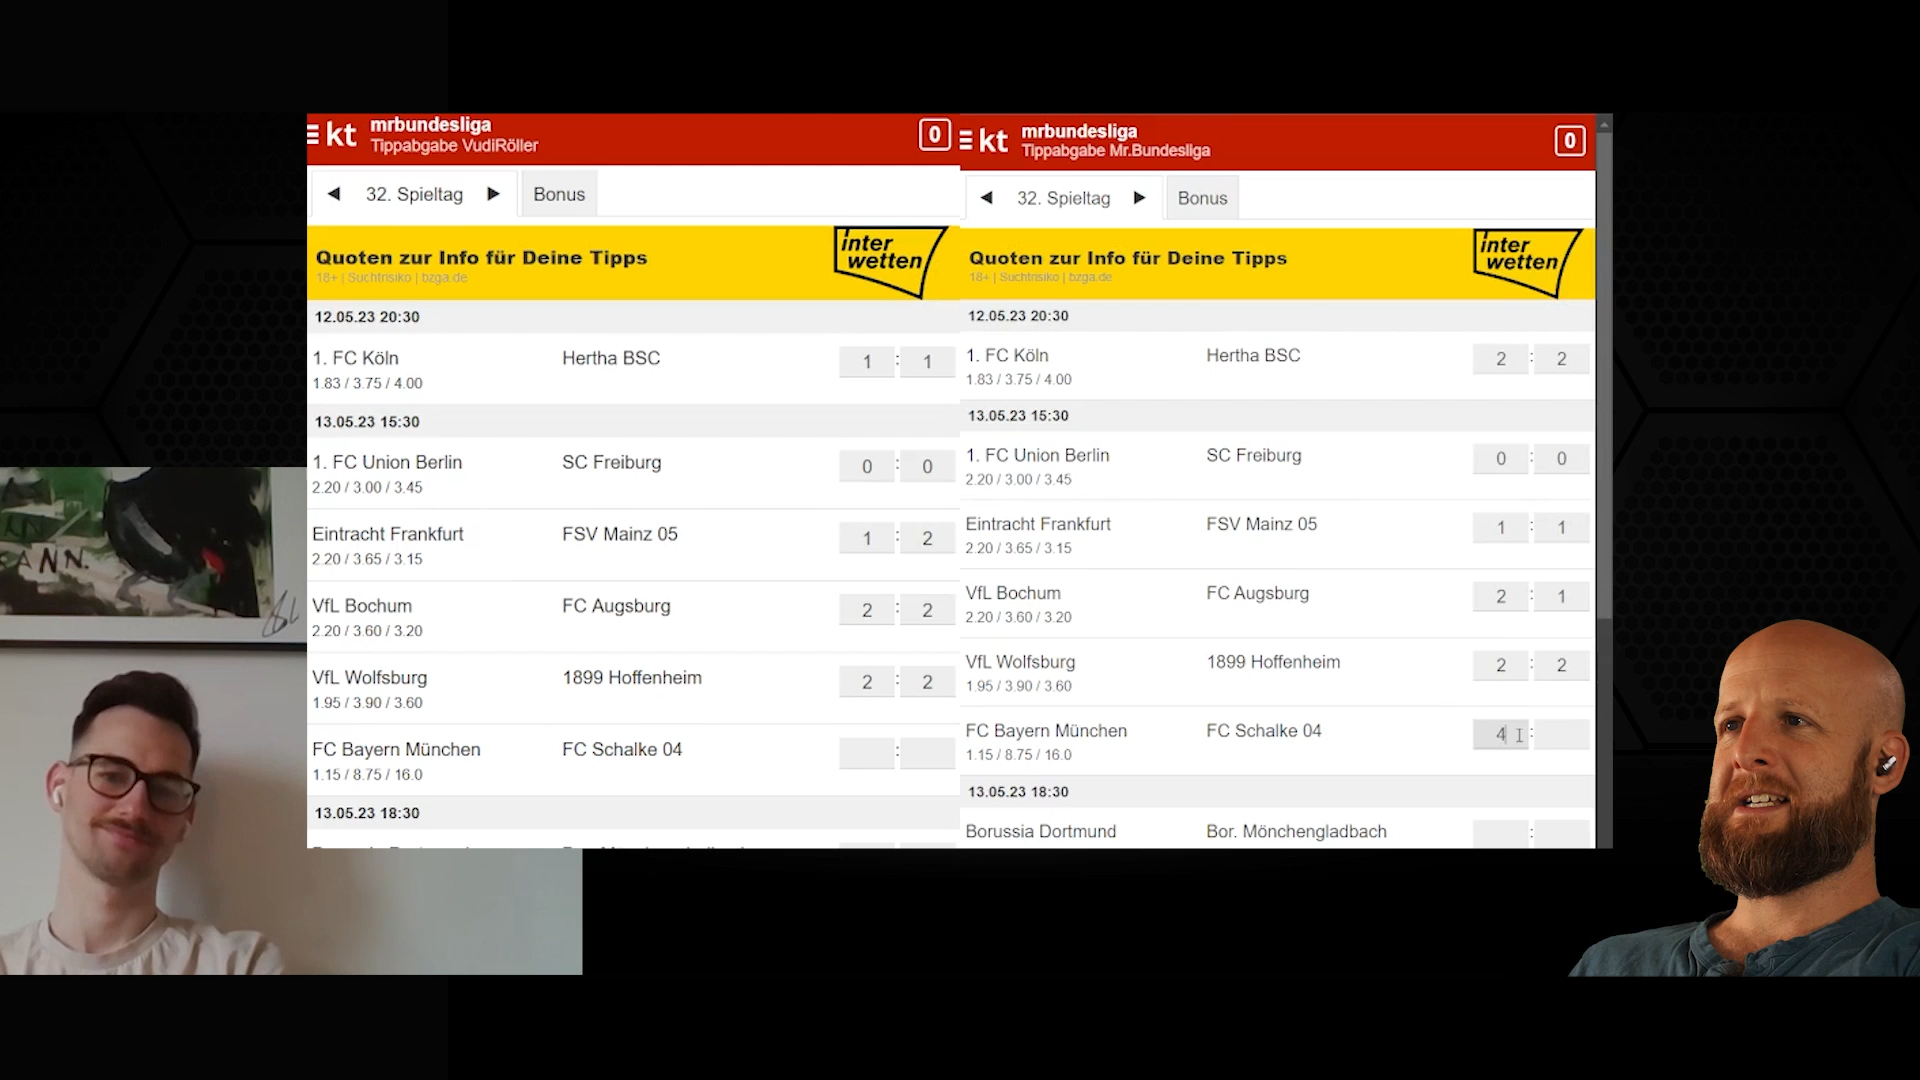 kt
mrbundesliga
Tippabgabe VudiRöller
0
32. Spieltag
Bonus
Quoten zur Info für Deine Tipps
18+ | Suchtrisiko | bzga.de
inter
wetten
12.05.23 20:30
1. FC Köln Hertha BSC 1 : 1
1.83 / 3.75 / 4.00
13.05.23 15:30
1. FC Union Berlin SC Freiburg 0 : 0
2.20 / 3.00 / 3.45
Eintracht Frankfurt FSV Mainz 05 1 : 2
2.20 / 3.65 / 3.15
VfL Bochum FC Augsburg 2 : 2
2.20 / 3.60 / 3.20
VfL Wolfsburg 1899 Hoffenheim 2 : 2
1.95 / 3.90 / 3.60
FC Bayern München FC Schalke 04 :
1.15 / 8.75 / 16.0
13.05.23 18:30
kt
mrbundesliga
Tippabgabe Mr.Bundesliga
0
32. Spieltag
Bonus
Quoten zur Info für Deine Tipps
18+ | Suchtrisiko | bzga.de
inter
wetten
12.05.23 20:30
1. FC Köln Hertha BSC 2 : 2
1.83 / 3.75 / 4.00
13.05.23 15:30
1. FC Union Berlin SC Freiburg 0 : 0
2.20 / 3.00 / 3.45
Eintracht Frankfurt FSV Mainz 05 1 : 1
2.20 / 3.65 / 3.15
VfL Bochum FC Augsburg 2 : 1
2.20 / 3.60 / 3.20
VfL Wolfsburg 1899 Hoffenheim 2 : 2
1.95 / 3.90 / 3.60
FC Bayern München FC Schalke 04 4 :
1.15 / 8.75 / 16.0
13.05.23 18:30
Borussia Dortmund Bor. Mönchengladbach :
ANN.